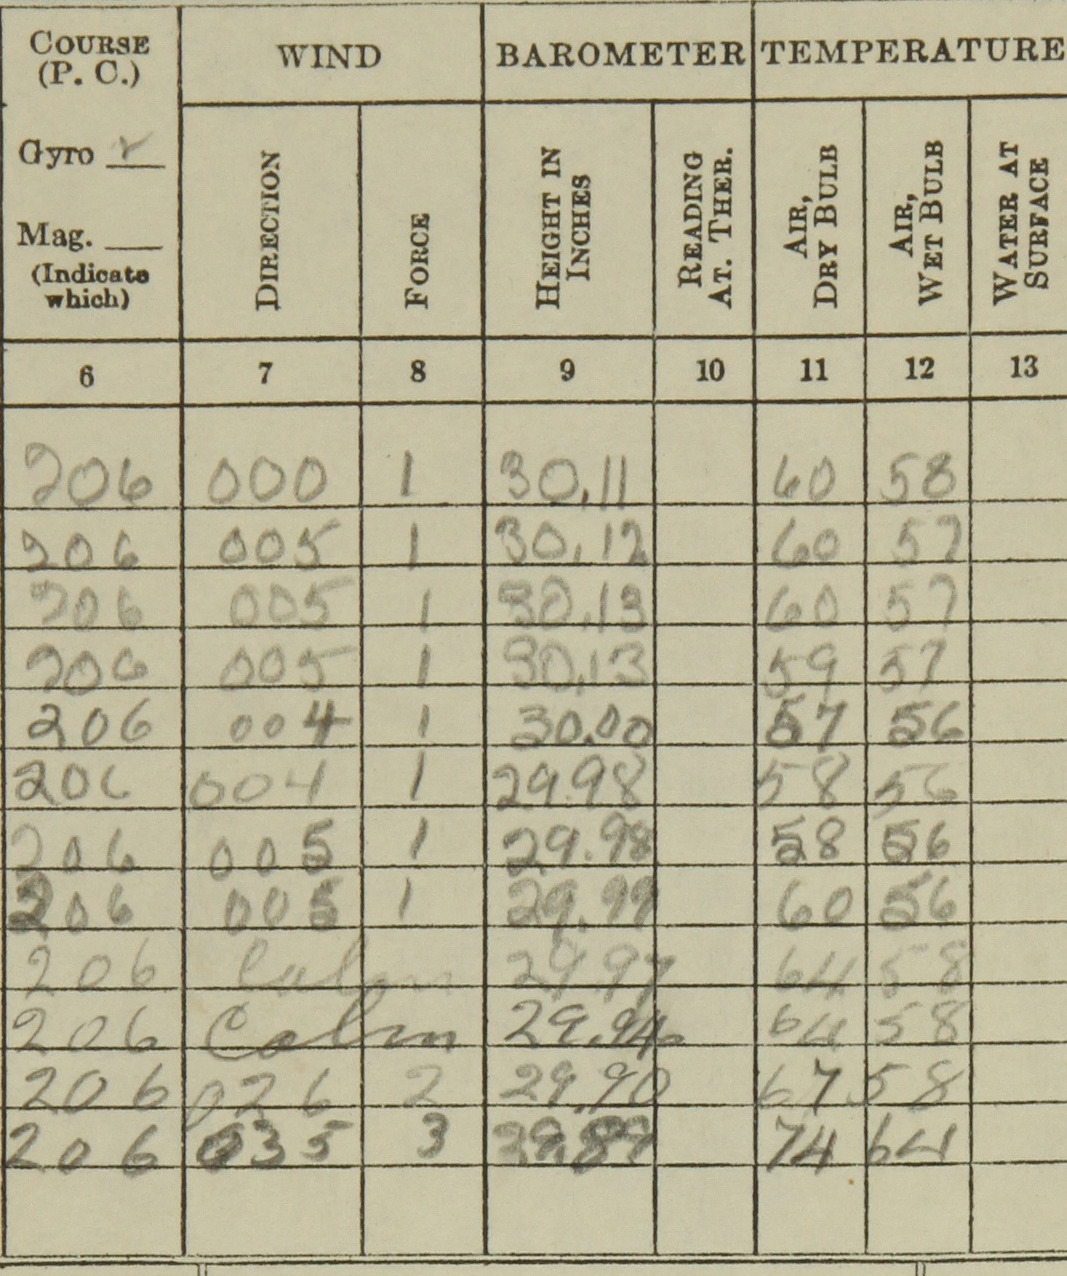 COURSE (P. C.) WIND BAROMETER TEMPERATURE
Gyro ✓
Mag.
(Indicate which)
DIRECTION FORCE HEIGHT IN INCHES READING AT. THER. AIR, DRY BULB AIR, WET BULB WATER AT SURFACE
6 7 8 9 10 11 12 13
206 000 1 30.11 60 58
206 005 1 30.12 60 57
206 005 1 30.13 60 57
206 005 1 30.13 59 57
206 004 1 30.00 57 56
206 004 1 29.98 58 56
206 005 1 29.98 58 56
206 005 1 29.99 60 56
206 Calm 29.97 64 58
206 Calm 29.94 64 58
206 026 2 29.90 67 58
206 035 3 29.89 74 64